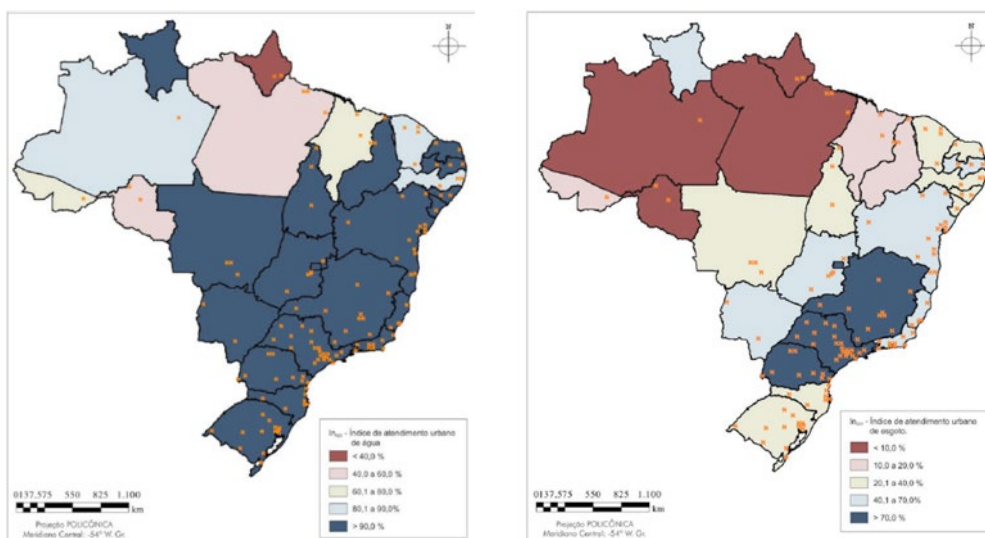 N
In₀₂₃ - Índice de atendimento urbano
de água
< 40,0 %
40,0 a 60,0 %
60,1 a 80,0 %
80,1 a 90,0%
> 90,0 %
0137,575 550 825 1.100
km
Projeção POLICÔNICA
Meridiano Central: -54° W. Gr.
N
Índice de atendimento urbano
de esgoto.
< 10,0 %
10,0 a 20,0 %
20,1 a 40,0 %
40,1 a 70,0%
> 70,0 %
0137,575 550 825 1.100
km
Projeção POLICÔNICA
Meridiano Central: -54° W. Gr.